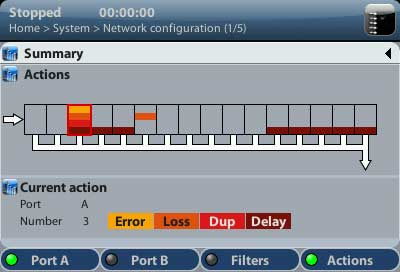 Stopped 00:00:00
Home > System > Network configuration (1/5)
Summary
Actions
Current action
Port A
Number 3 Error Loss Dup Delay
Port A Port B Filters Actions